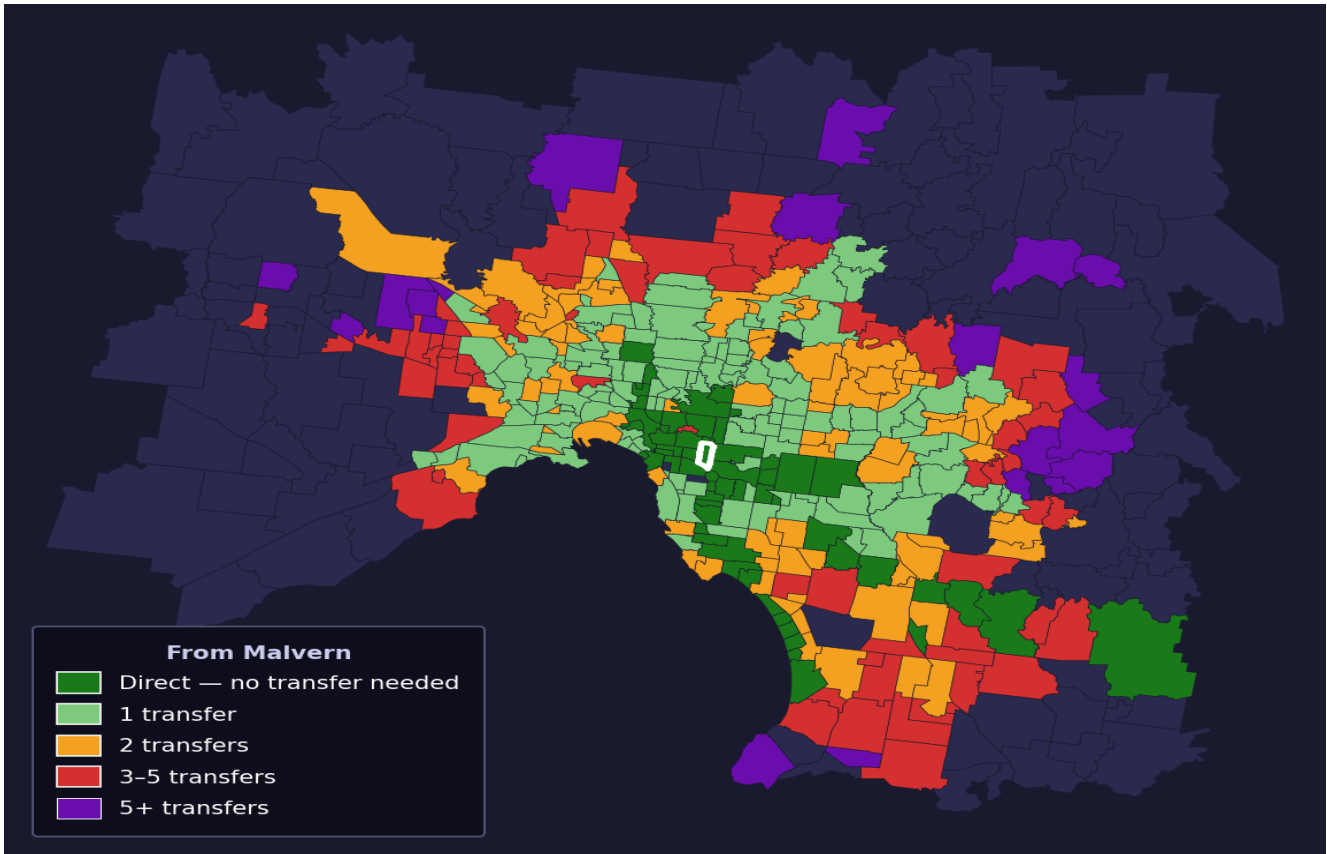 From Malvern
Direct — no transfer needed
1 transfer
2 transfers
3–5 transfers
5+ transfers